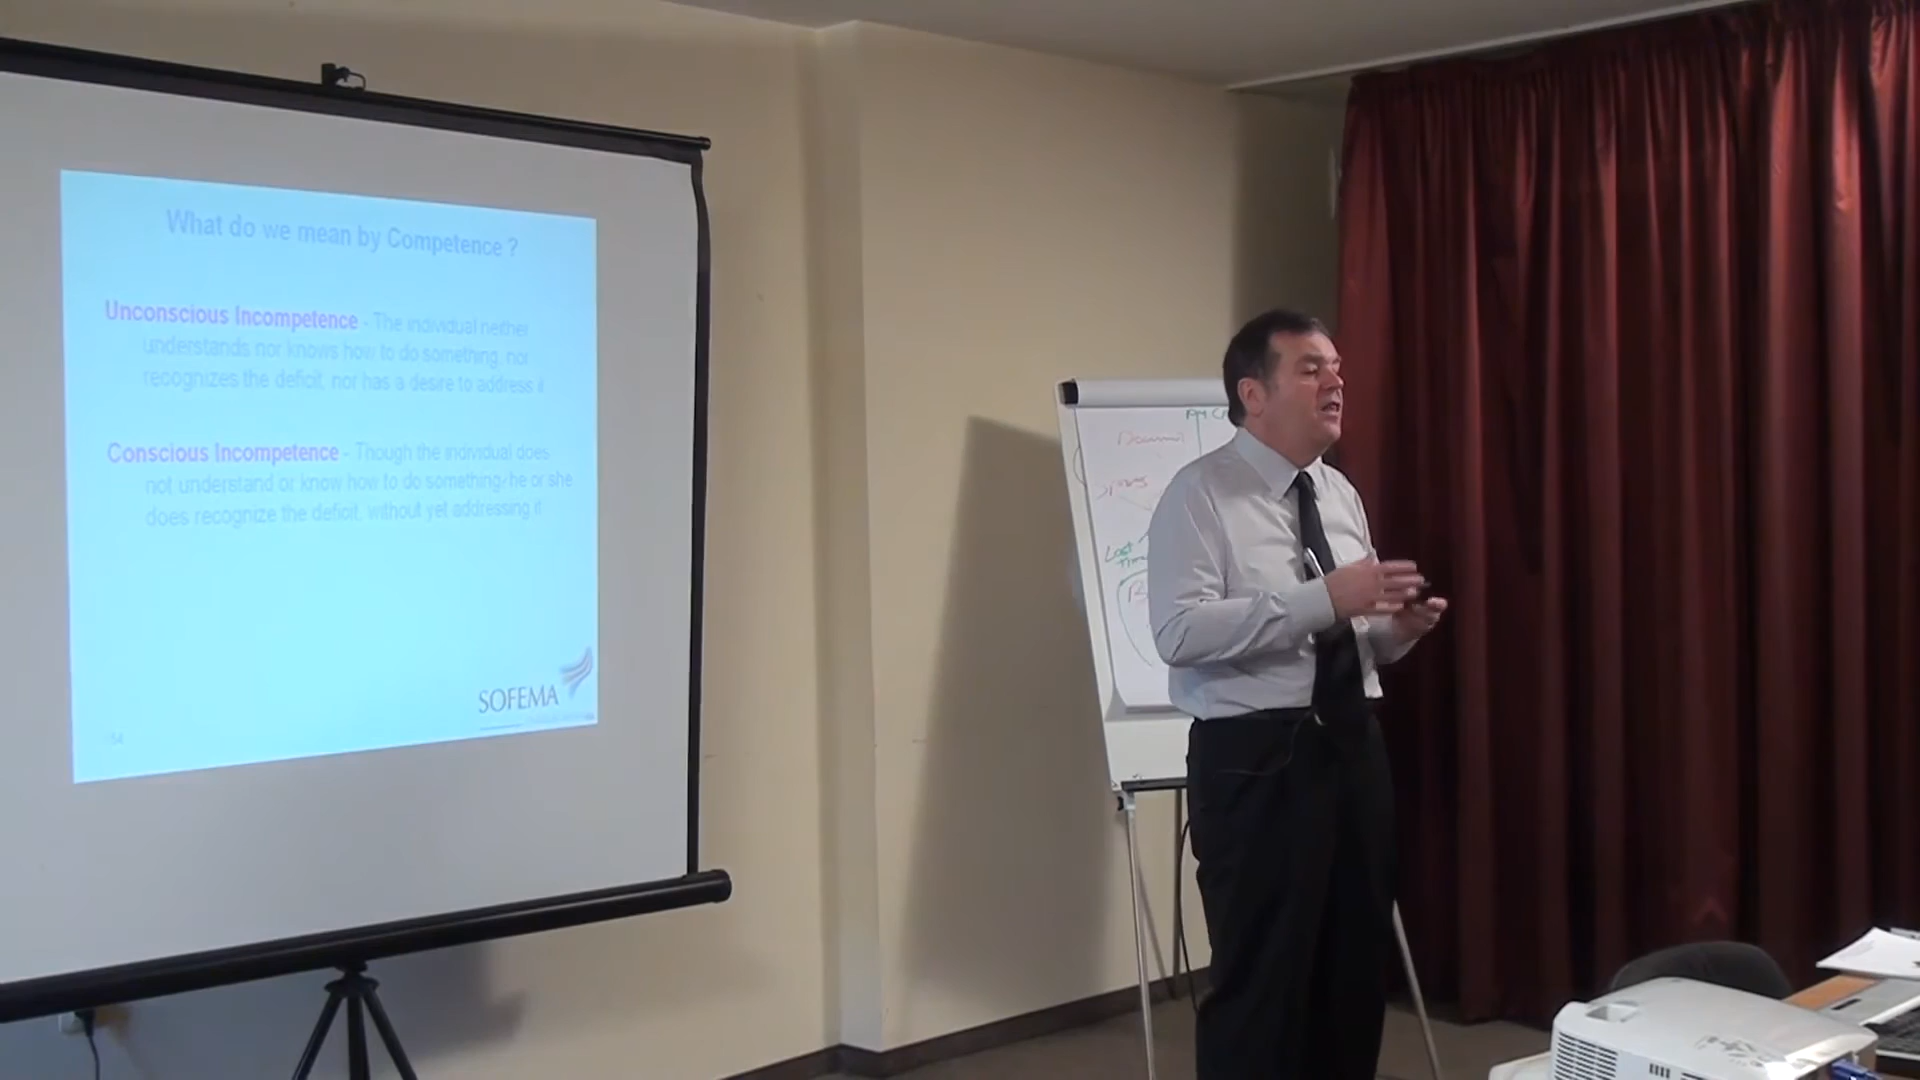 What do we mean by Competence ?
Unconscious Incompetence - The individual neither
understands nor knows how to do something, nor
recognizes the deficit, nor has a desire to address it
Conscious Incompetence - Though the individual does
not understand or know how to do something, he or she
does recognize the deficit, without yet addressing it
SOFEMA
54
Lost
Time